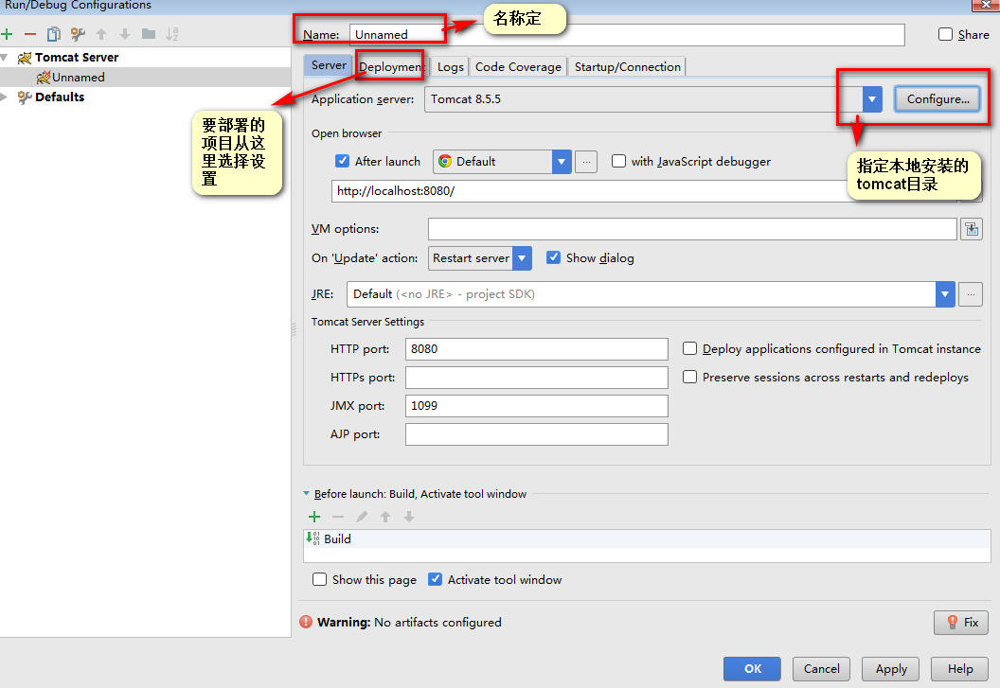 Run/Debug Configurations
Tomcat Server
Unnamed
Defaults
Name: Unnamed
名称定
Share
Server Deployment Logs Code Coverage Startup/Connection
Application server: Tomcat 8.5.5 Configure...
要部署的
项目从这
里选择设
置
指定本地安装的
tomcat目录
Open browser
After launch Default ... with JavaScript debugger
http://localhost:8080/
VM options:
On 'Update' action: Restart server Show dialog
JRE: Default (<no JRE> - project SDK) ...
Tomcat Server Settings
HTTP port: 8080 Deploy applications configured in Tomcat instance
HTTPs port: Preserve sessions across restarts and redeploys
JMX port: 1099
AJP port:
Before launch: Build, Activate tool window
Build
Show this page Activate tool window
Warning: No artifacts configured Fix
OK Cancel Apply Help